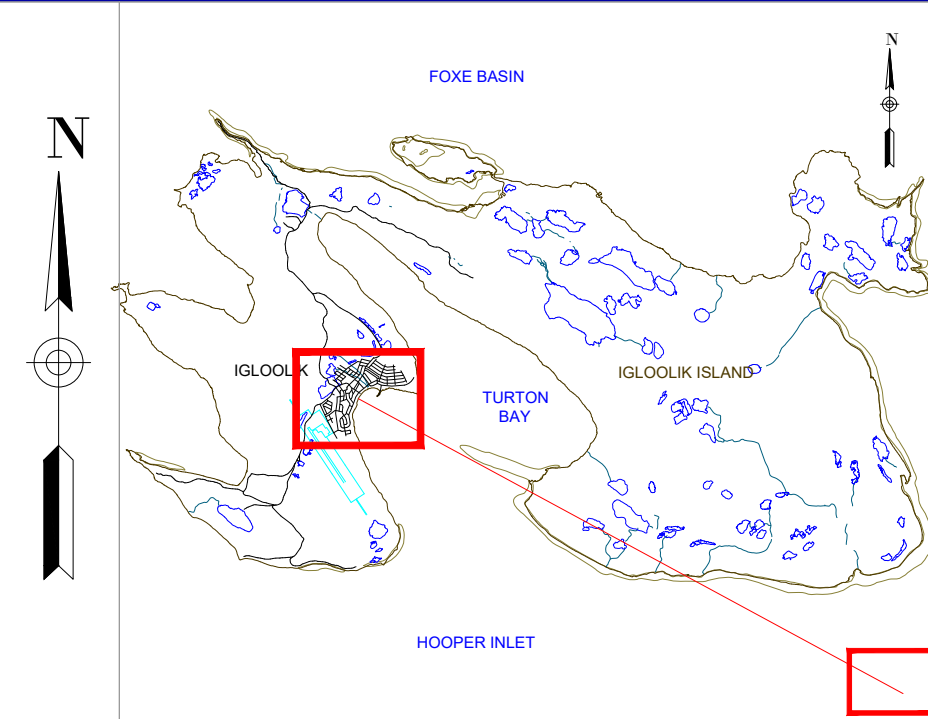 N
FOXE BASIN
N
IGLOOLIK
IGLOOLIK ISLAND
TURTON
BAY
HOOPER INLET